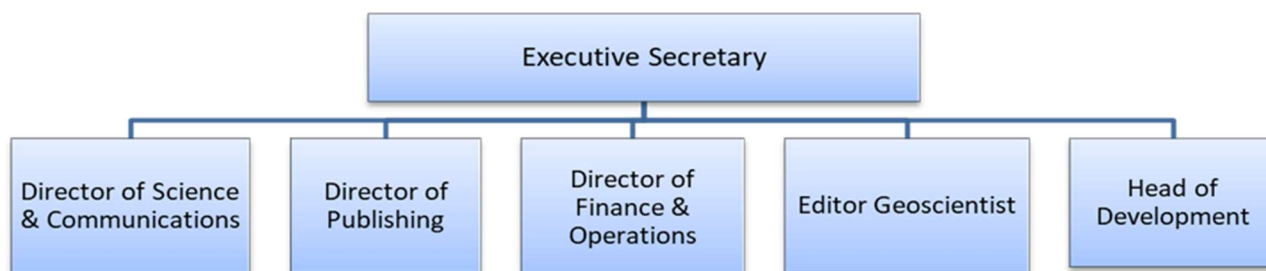 Executive Secretary
Director of Science
& Communications
Director of
Publishing
Director of
Finance &
Operations
Editor Geoscientist
Head of
Development